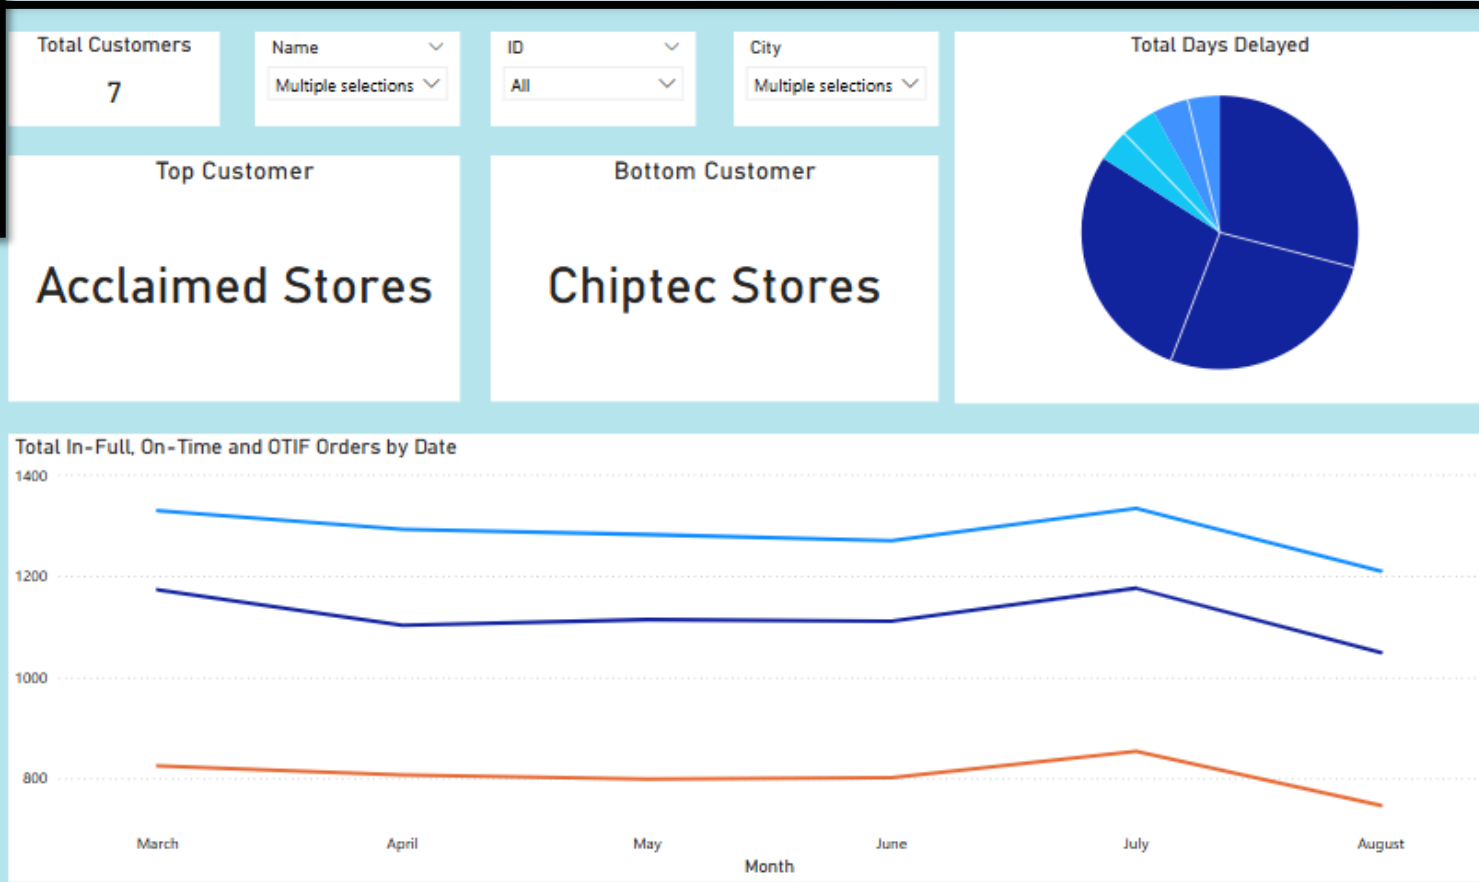 Total Customers
7
Name
Multiple selections
ID
All
City
Multiple selections
Total Days Delayed
Top Customer
Acclaimed Stores
Bottom Customer
Chiptec Stores
Total In-Full, On-Time and OTIF Orders by Date
1400
1200
1000
800
March April May June July August
Month